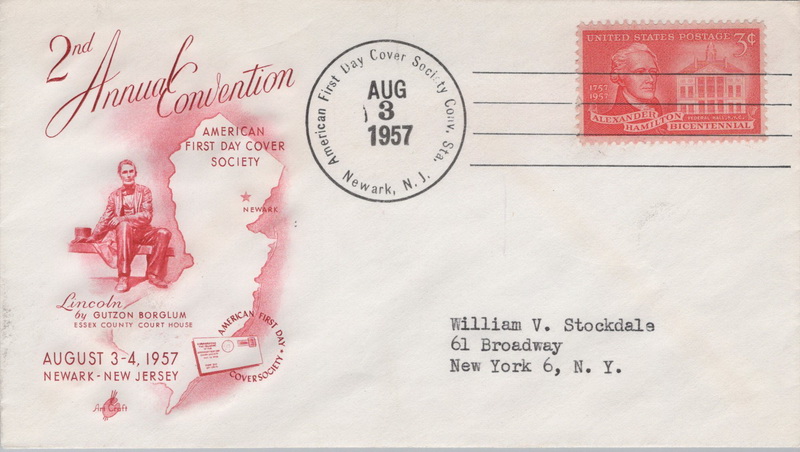 2nd
Annual Convention
AMERICAN
FIRST DAY COVER
SOCIETY
NEWARK
Lincoln
by GUTZON BORGLUM
ESSEX COUNTY COURT HOUSE
AUGUST 3-4, 1957
NEWARK - NEW JERSEY
AMERICAN FIRST DAY
COVER SOCIETY
Art Craft
American First Day Cover Society Conv. Sta.
Newark, N. J.
AUG
3
1957
UNITED STATES POSTAGE 3¢
1757
1957
ALEXANDER
HAMILTON
BICENTENNIAL
FEDERAL HALL, N.Y.
William V. Stockdale
61 Broadway
New York 6, N. Y.